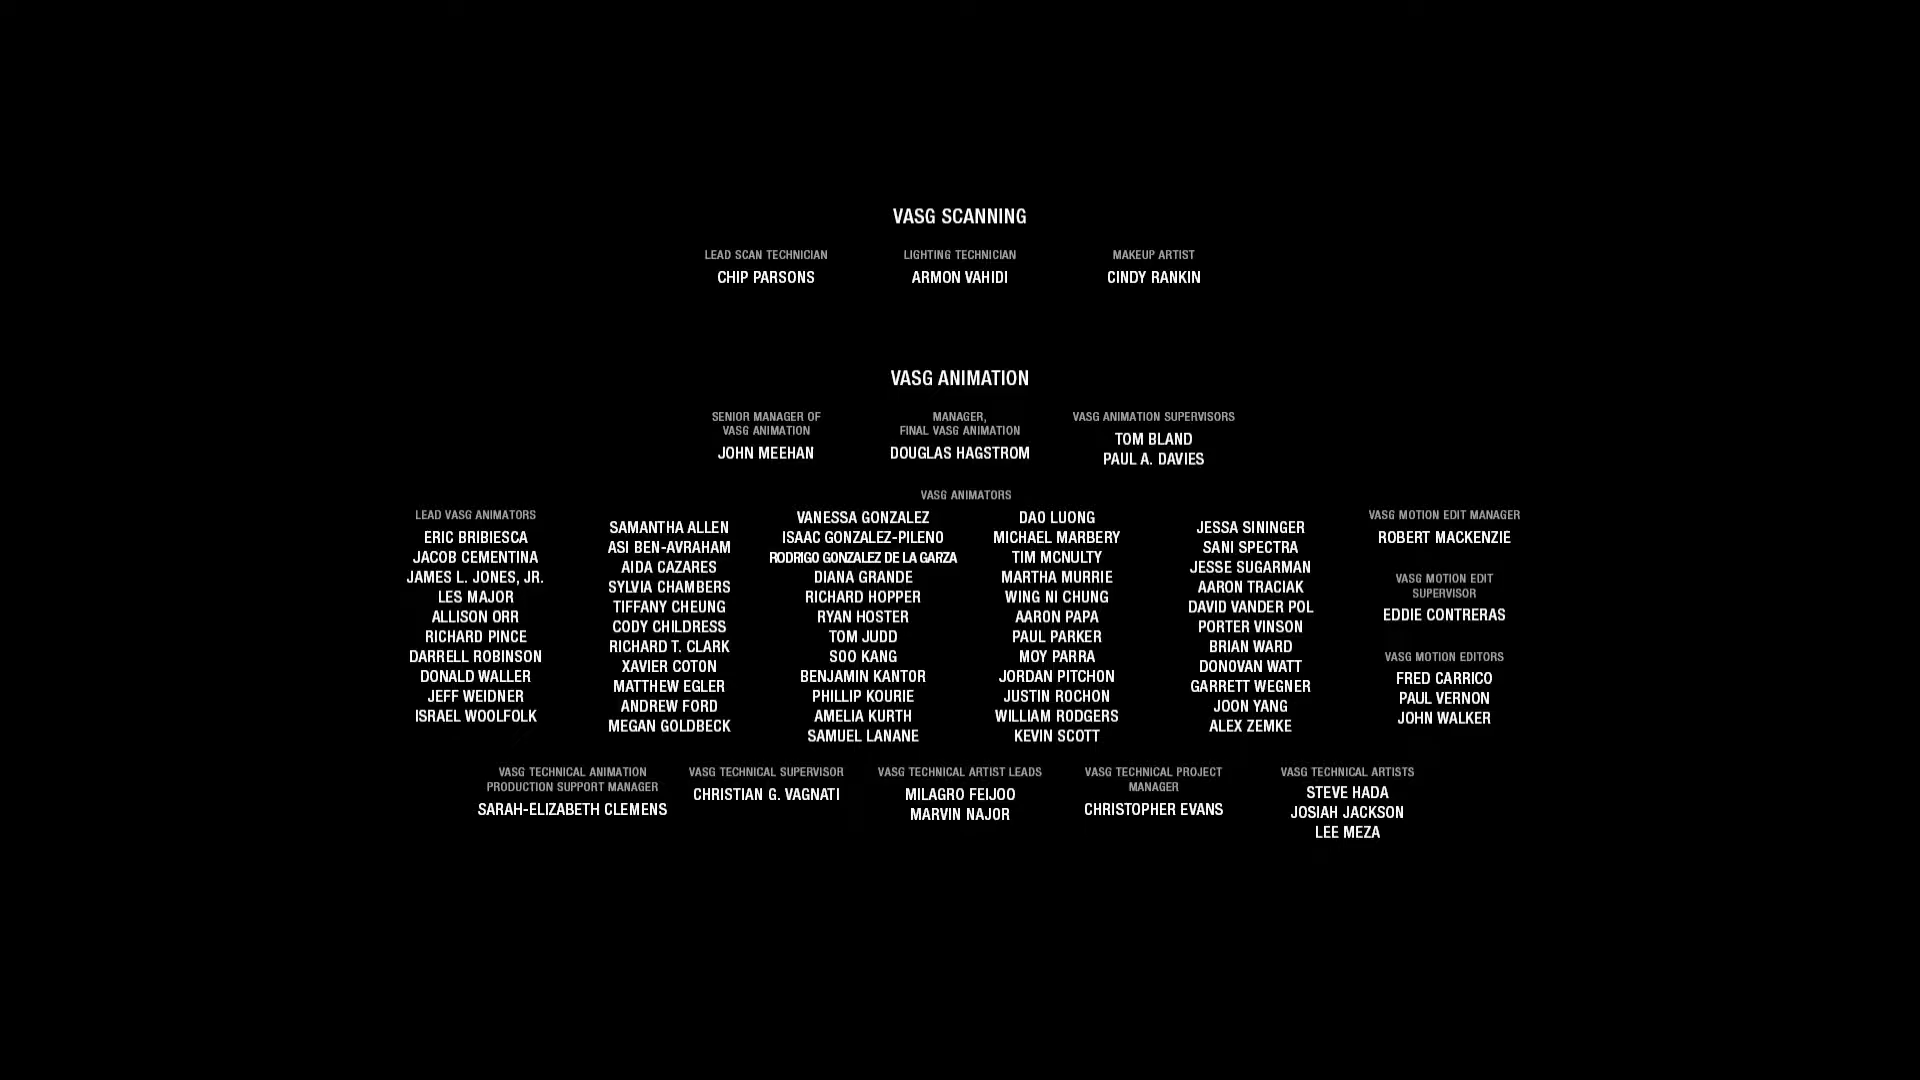 VASG SCANNING
LEAD SCAN TECHNICIAN
CHIP PARSONS
LIGHTING TECHNICIAN
ARMON VAHIDI
MAKEUP ARTIST
CINDY RANKIN
VASG ANIMATION
SENIOR MANAGER OF
VASG ANIMATION
JOHN MEEHAN
MANAGER,
FINAL VASG ANIMATION
DOUGLAS HAGSTROM
VASG ANIMATION SUPERVISORS
TOM BLAND
PAUL A. DAVIES
LEAD VASG ANIMATORS
ERIC BRIBIESCA
JACOB CEMENTINA
JAMES L. JONES, JR.
LES MAJOR
ALLISON ORR
RICHARD PINCE
DARRELL ROBINSON
DONALD WALLER
JEFF WEIDNER
ISRAEL WOOLFOLK
VASG ANIMATORS
SAMANTHA ALLEN
ASI BEN-AVRAHAM
AIDA CAZARES
SYLVIA CHAMBERS
TIFFANY CHEUNG
CODY CHILDRESS
RICHARD T. CLARK
XAVIER COTON
MATTHEW EGLER
ANDREW FORD
MEGAN GOLDBECK
VANESSA GONZALEZ
ISAAC GONZALEZ-PILENO
RODRIGO GONZALEZ DE LA GARZA
DIANA GRANDE
RICHARD HOPPER
RYAN HOSTER
TOM JUDD
SOO KANG
BENJAMIN KANTOR
PHILLIP KOURIE
AMELIA KURTH
SAMUEL LANANE
DAO LUONG
MICHAEL MARBERY
TIM MCNULTY
MARTHA MURRIE
WING NI CHUNG
AARON PAPA
PAUL PARKER
MOY PARRA
JORDAN PITCHON
JUSTIN ROCHON
WILLIAM RODGERS
KEVIN SCOTT
JESSA SININGER
SANI SPECTRA
JESSE SUGARMAN
AARON TRACIAK
DAVID VANDER POL
PORTER VINSON
BRIAN WARD
DONOVAN WATT
GARRETT WEGNER
JOON YANG
ALEX ZEMKE
VASG MOTION EDIT MANAGER
ROBERT MACKENZIE
VASG MOTION EDIT
SUPERVISOR
EDDIE CONTRERAS
VASG MOTION EDITORS
FRED CARRICO
PAUL VERNON
JOHN WALKER
VASG TECHNICAL ANIMATION
PRODUCTION SUPPORT MANAGER
SARAH-ELIZABETH CLEMENS
VASG TECHNICAL SUPERVISOR
CHRISTIAN G. VAGNATI
VASG TECHNICAL ARTIST LEADS
MILAGRO FEIJOO
MARVIN NAJOR
VASG TECHNICAL PROJECT
MANAGER
CHRISTOPHER EVANS
VASG TECHNICAL ARTISTS
STEVE HADA
JOSIAH JACKSON
LEE MEZA